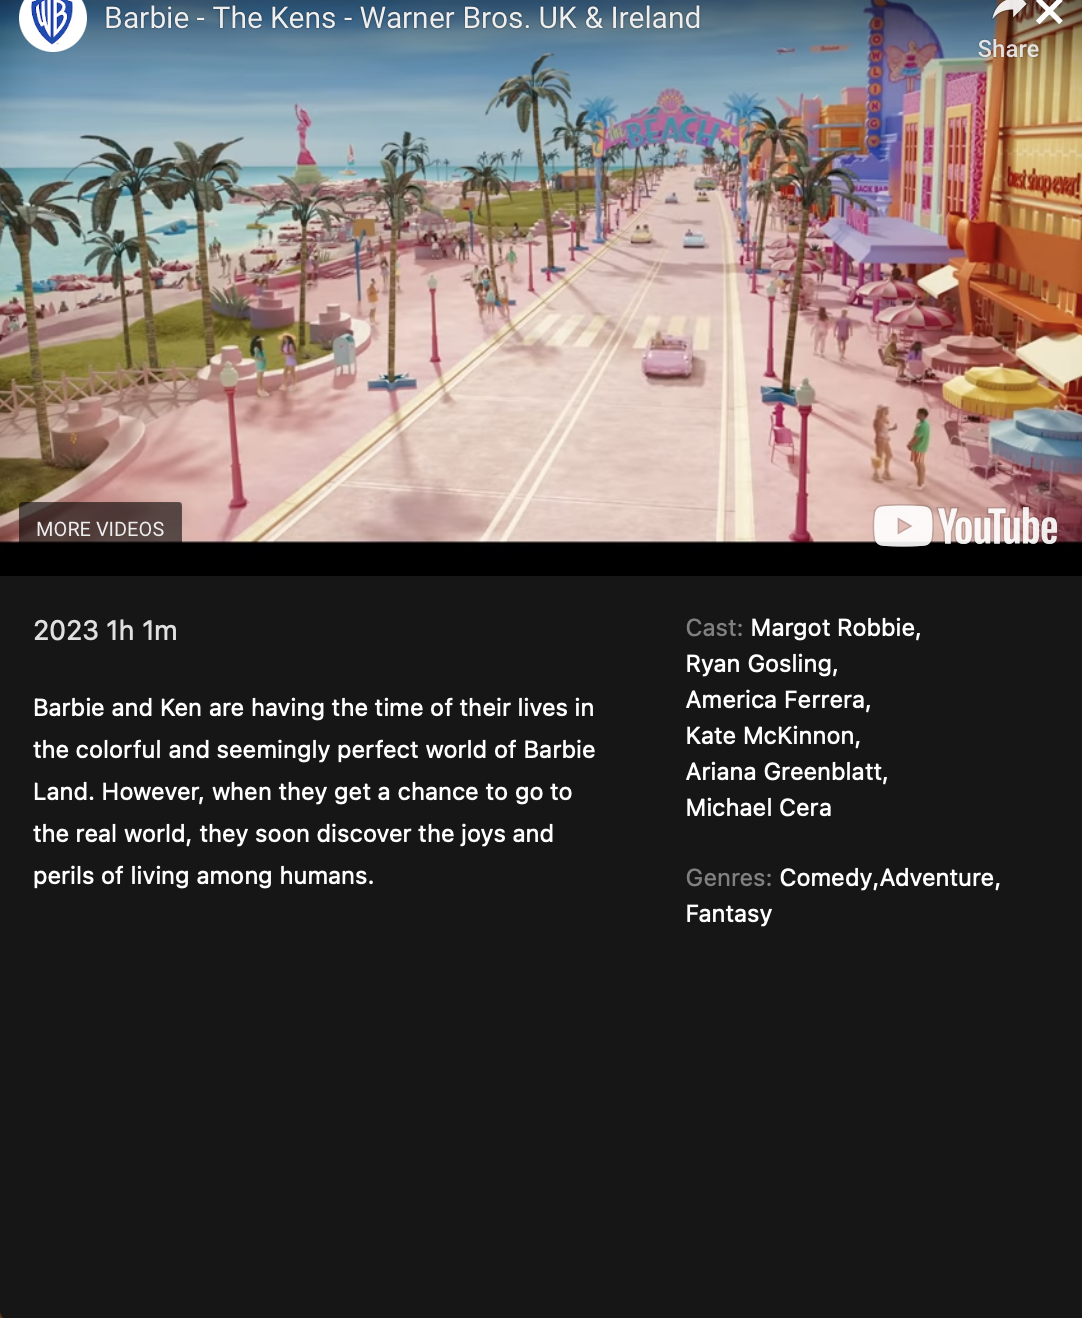 Barbie - The Kens - Warner Bros. UK & Ireland
Share
BOWLING
THE BEACH
SNACK BAR
best shop ever!
MORE VIDEOS
YouTube
2023 1h 1m
Barbie and Ken are having the time of their lives in
the colorful and seemingly perfect world of Barbie
Land. However, when they get a chance to go to
the real world, they soon discover the joys and
perils of living among humans.
Cast: Margot Robbie,
Ryan Gosling,
America Ferrera,
Kate McKinnon,
Ariana Greenblatt,
Michael Cera
Genres: Comedy,Adventure,
Fantasy